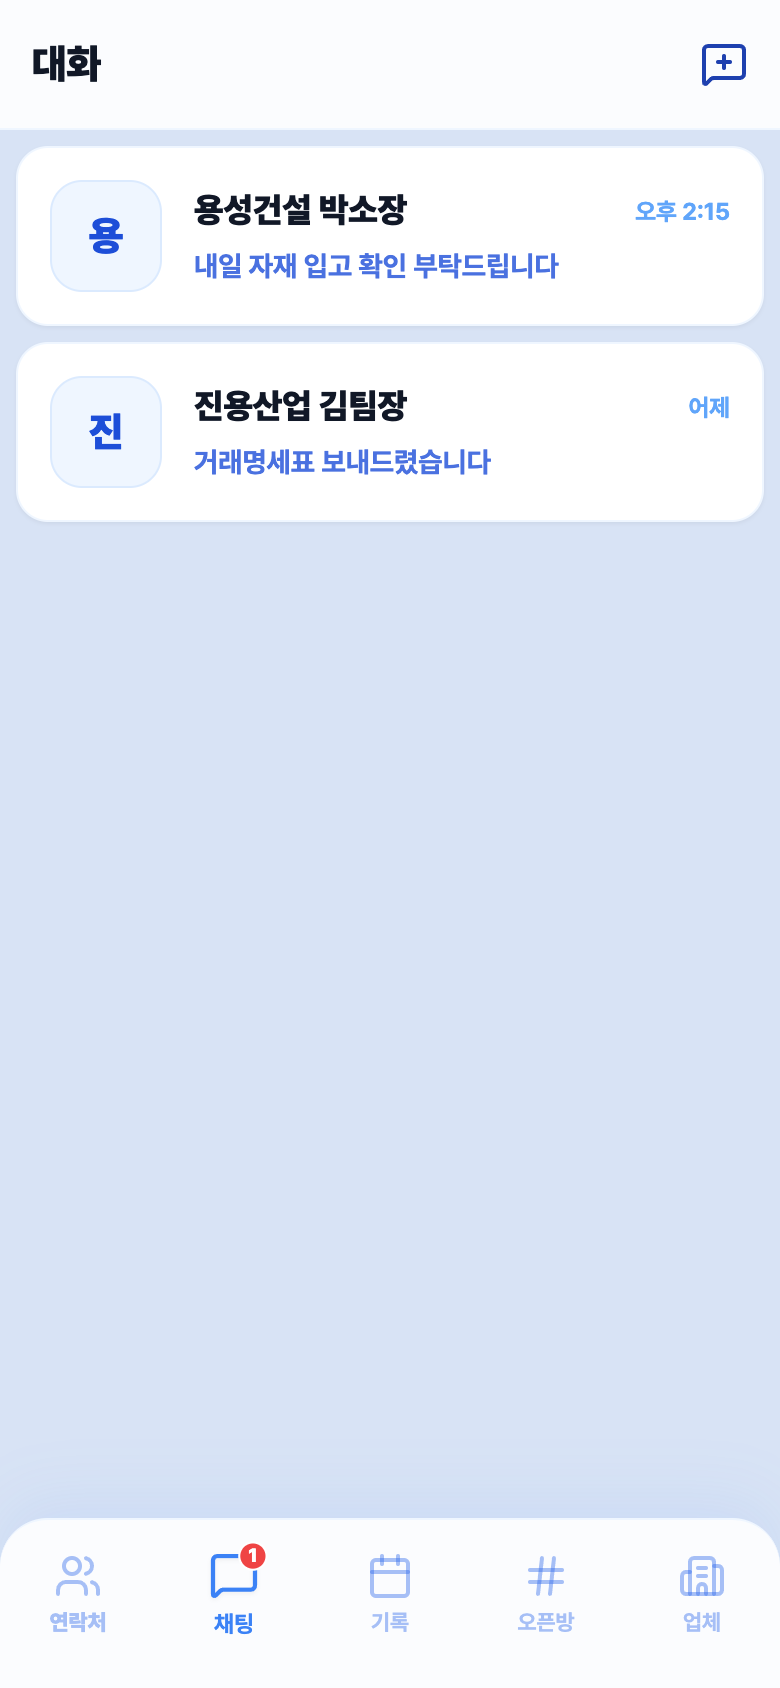 대화
용
용성건설 박소장
오후 2:15
내일 자재 입고 확인 부탁드립니다
진
진용산업 김팀장
어제
거래명세표 보내드렸습니다
1
연락처
채팅
기록
오픈방
업체